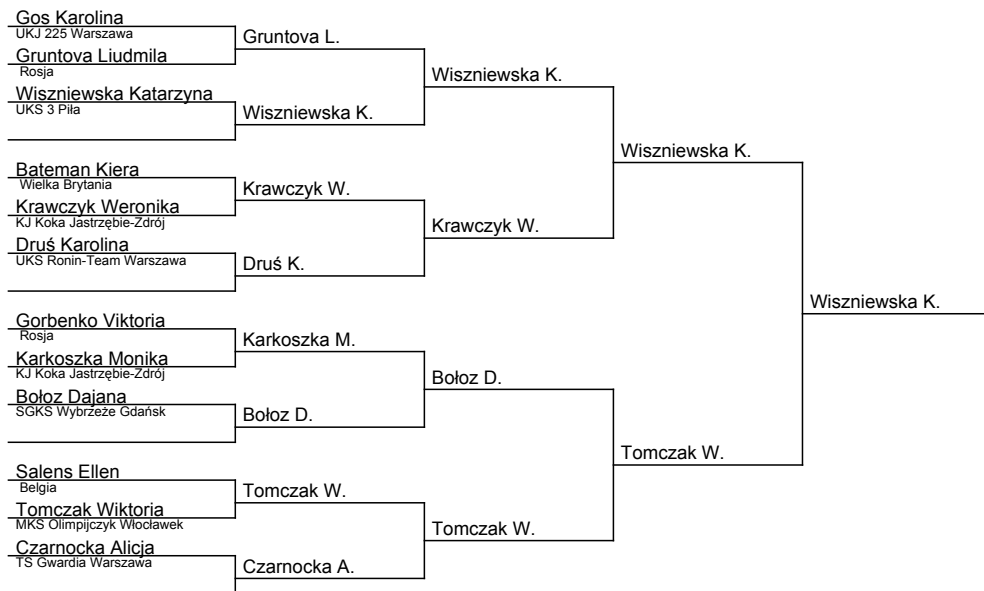 Gos Karolina
UKJ 225 Warszawa
Gruntova L.
Gruntova Liudmila
Rosja
Wiszniewska K.
Wiszniewska Katarzyna
UKS 3 Piła
Wiszniewska K.
Wiszniewska K.
Bateman Kiera
Wielka Brytania
Krawczyk W.
Krawczyk Weronika
KJ Koka Jastrzębie-Zdrój
Krawczyk W.
Druś Karolina
UKS Ronin-Team Warszawa
Druś K.
Wiszniewska K.
Gorbenko Viktoria
Rosja
Karkoszka M.
Karkoszka Monika
KJ Koka Jastrzębie-Zdrój
Bołoz D.
Bołoz Dajana
SGKS Wybrzeże Gdańsk
Bołoz D.
Tomczak W.
Salens Ellen
Belgia
Tomczak W.
Tomczak Wiktoria
MKS Olimpijczyk Włocławek
Tomczak W.
Czarnocka Alicja
TS Gwardia Warszawa
Czarnocka A.